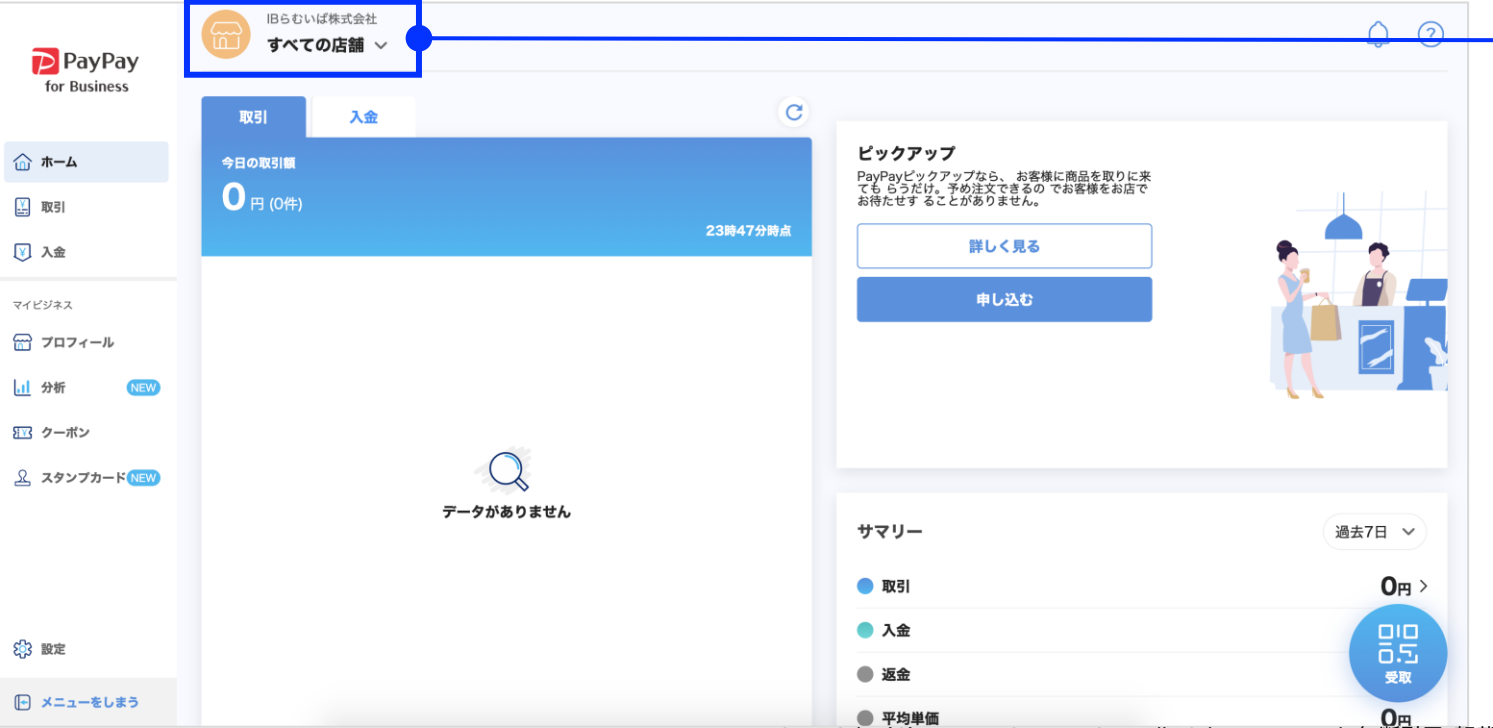 PayPay
for Business
IBらむいば株式会社
すべての店舗
?
ホーム
取引
入金
マイビジネス
プロフィール
分析 NEW
クーポン
スタンプカード NEW
設定
メニューをしまう
取引
入金
今日の取引額
0円 (0件)
23時47分時点
データがありません
ピックアップ
PayPayピックアップなら、 お客様に商品を取りに来
ても らうだけ。予め注文できるの でお客様をお店で
お待たせす ることがありません。
詳しく見る
申し込む
サマリー
過去7日
取引 0円
入金
返金
平均単価 0円
受取